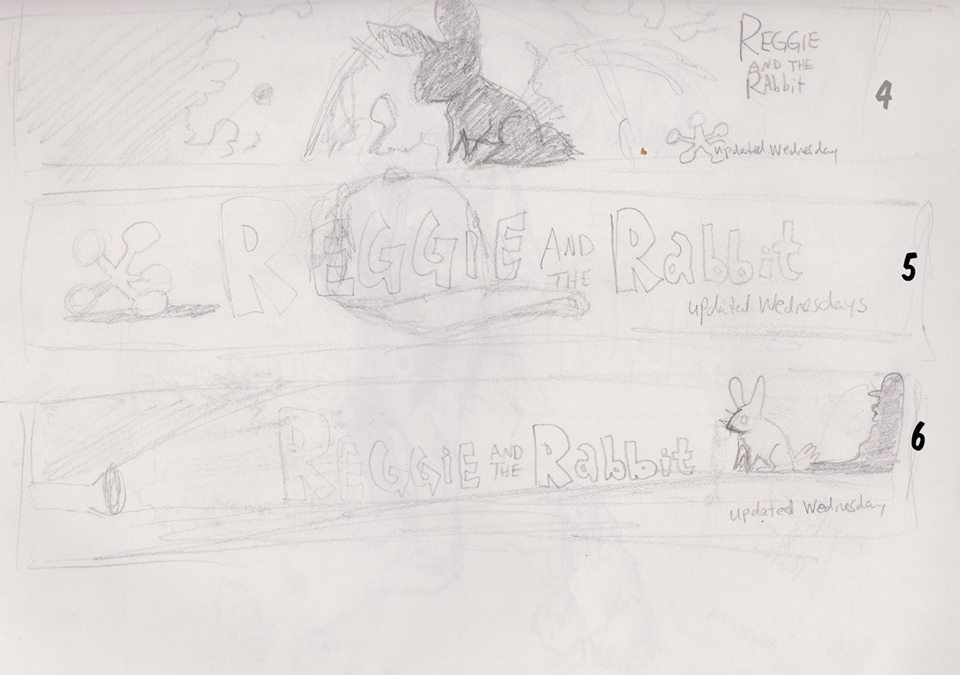 REGGIE
AND THE
RAbbit
4
updated Wednesday
REGGiE AND THE Rabbit
5
updated Wednesdays
REGGiE AND THE Rabbit
6
updated Wednesday